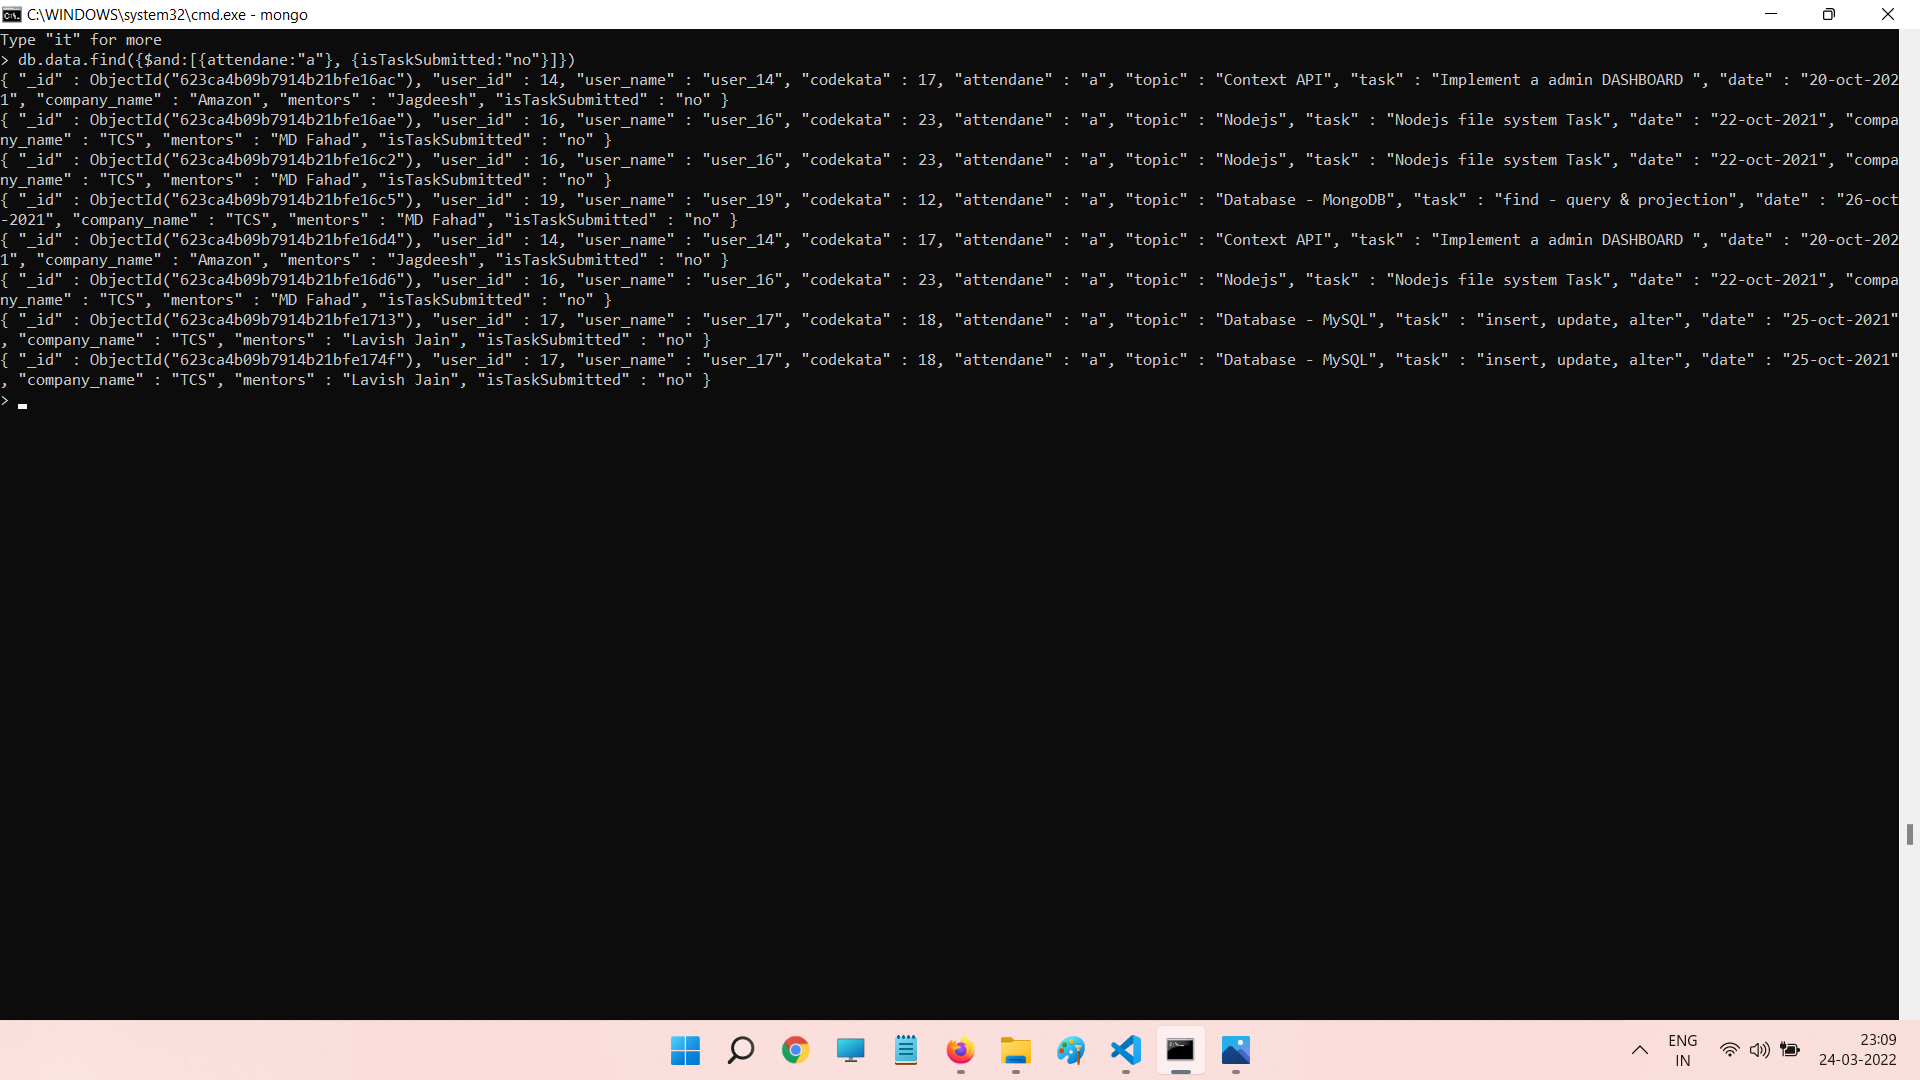 C:\WINDOWS\system32\cmd.exe - mongo
Type "it" for more
> db.data.find({$and:[{attendane:"a"}, {isTaskSubmitted:"no"}]})
{ "_id" : ObjectId("623ca4b09b7914b21bfe16ac"), "user_id" : 14, "user_name" : "user_14", "codekata" : 17, "attendane" : "a", "topic" : "Context API", "task" : "Implement a admin DASHBOARD ", "date" : "20-oct-202
1", "company_name" : "Amazon", "mentors" : "Jagdeesh", "isTaskSubmitted" : "no" }
{ "_id" : ObjectId("623ca4b09b7914b21bfe16ae"), "user_id" : 16, "user_name" : "user_16", "codekata" : 23, "attendane" : "a", "topic" : "Nodejs", "task" : "Nodejs file system Task", "date" : "22-oct-2021", "compa
ny_name" : "TCS", "mentors" : "MD Fahad", "isTaskSubmitted" : "no" }
{ "_id" : ObjectId("623ca4b09b7914b21bfe16c2"), "user_id" : 16, "user_name" : "user_16", "codekata" : 23, "attendane" : "a", "topic" : "Nodejs", "task" : "Nodejs file system Task", "date" : "22-oct-2021", "compa
ny_name" : "TCS", "mentors" : "MD Fahad", "isTaskSubmitted" : "no" }
{ "_id" : ObjectId("623ca4b09b7914b21bfe16c5"), "user_id" : 19, "user_name" : "user_19", "codekata" : 12, "attendane" : "a", "topic" : "Database - MongoDB", "task" : "find - query & projection", "date" : "26-oct
-2021", "company_name" : "TCS", "mentors" : "MD Fahad", "isTaskSubmitted" : "no" }
{ "_id" : ObjectId("623ca4b09b7914b21bfe16d4"), "user_id" : 14, "user_name" : "user_14", "codekata" : 17, "attendane" : "a", "topic" : "Context API", "task" : "Implement a admin DASHBOARD ", "date" : "20-oct-202
1", "company_name" : "Amazon", "mentors" : "Jagdeesh", "isTaskSubmitted" : "no" }
{ "_id" : ObjectId("623ca4b09b7914b21bfe16d6"), "user_id" : 16, "user_name" : "user_16", "codekata" : 23, "attendane" : "a", "topic" : "Nodejs", "task" : "Nodejs file system Task", "date" : "22-oct-2021", "compa
ny_name" : "TCS", "mentors" : "MD Fahad", "isTaskSubmitted" : "no" }
{ "_id" : ObjectId("623ca4b09b7914b21bfe1713"), "user_id" : 17, "user_name" : "user_17", "codekata" : 18, "attendane" : "a", "topic" : "Database - MySQL", "task" : "insert, update, alter", "date" : "25-oct-2021"
, "company_name" : "TCS", "mentors" : "Lavish Jain", "isTaskSubmitted" : "no" }
{ "_id" : ObjectId("623ca4b09b7914b21bfe174f"), "user_id" : 17, "user_name" : "user_17", "codekata" : 18, "attendane" : "a", "topic" : "Database - MySQL", "task" : "insert, update, alter", "date" : "25-oct-2021"
, "company_name" : "TCS", "mentors" : "Lavish Jain", "isTaskSubmitted" : "no" }
>
ENG
IN
23:09
24-03-2022